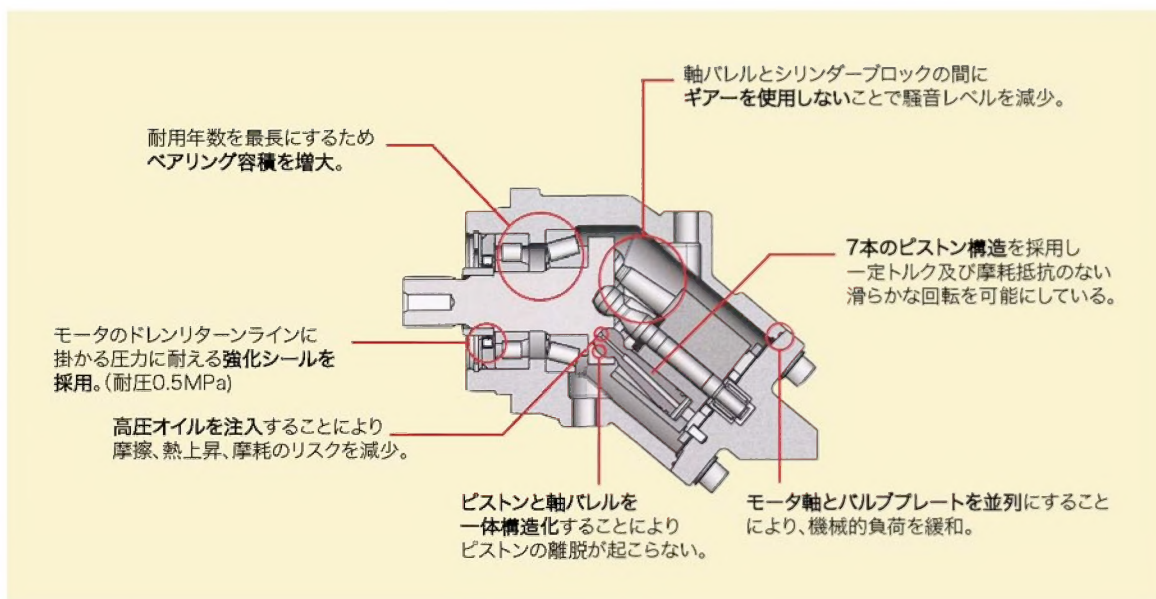 軸バレルとシリンダーブロックの間に
ギアーを使用しないことで騒音レベルを減少。
耐用年数を最長にするため
ベアリング容積を増大。
7本のピストン構造を採用し
一定トルク及び摩耗抵抗のない
滑らかな回転を可能にしている。
モータのドレンリターンラインに
掛かる圧力に耐える強化シールを
採用。(耐圧0.5MPa)
高圧オイルを注入することにより
摩擦、熱上昇、摩耗のリスクを減少。
ピストンと軸バレルを
一体構造化することにより
ピストンの離脱が起こらない。
モータ軸とバルブプレートを並列にすること
により、機械的負荷を緩和。